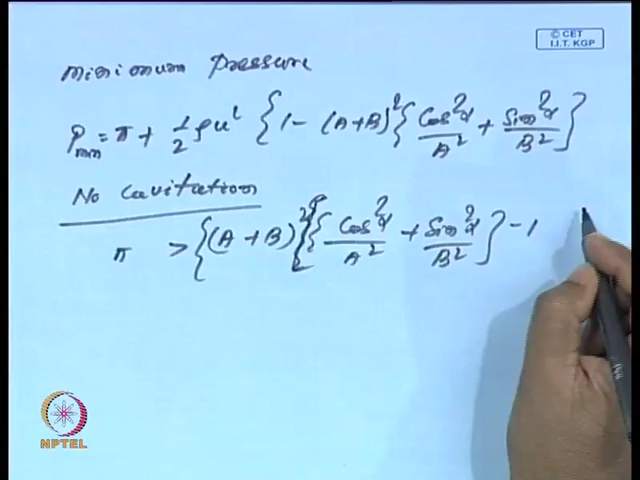 © CET
I.I.T. KGP
Minimum Pressure
P_min = π + 1/2 ρu² { 1 - (A+B)² { Cos²α/A² + Sin²α/B² }
No Cavitation
π > { (A+B)² { Cos²α/A² + Sin²α/B² } - 1
NPTEL